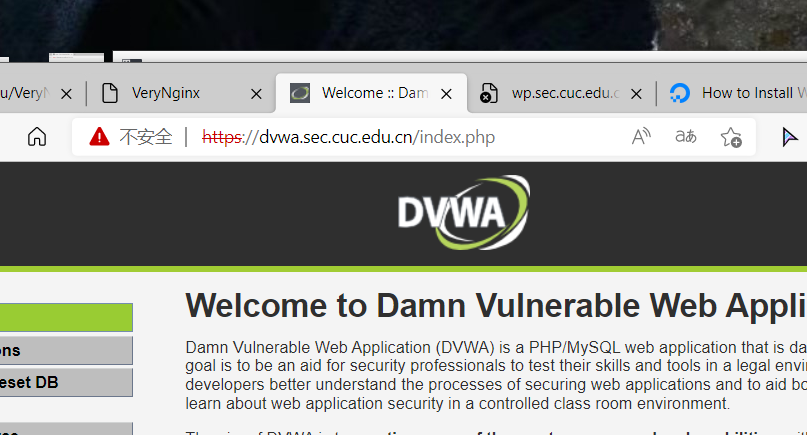 u/VeryN
VeryNginx
Welcome :: Dam
wp.sec.cuc.edu.c
How to Install W
不安全
https://dvwa.sec.cuc.edu.cn/index.php
A
aあ
DVWA
Welcome to Damn Vulnerable Web Appli
ons
eset DB
Damn Vulnerable Web Application (DVWA) is a PHP/MySQL web application that is da
goal is to be an aid for security professionals to test their skills and tools in a legal envi
developers better understand the processes of securing web applications and to aid bo
learn about web application security in a controlled class room environment.